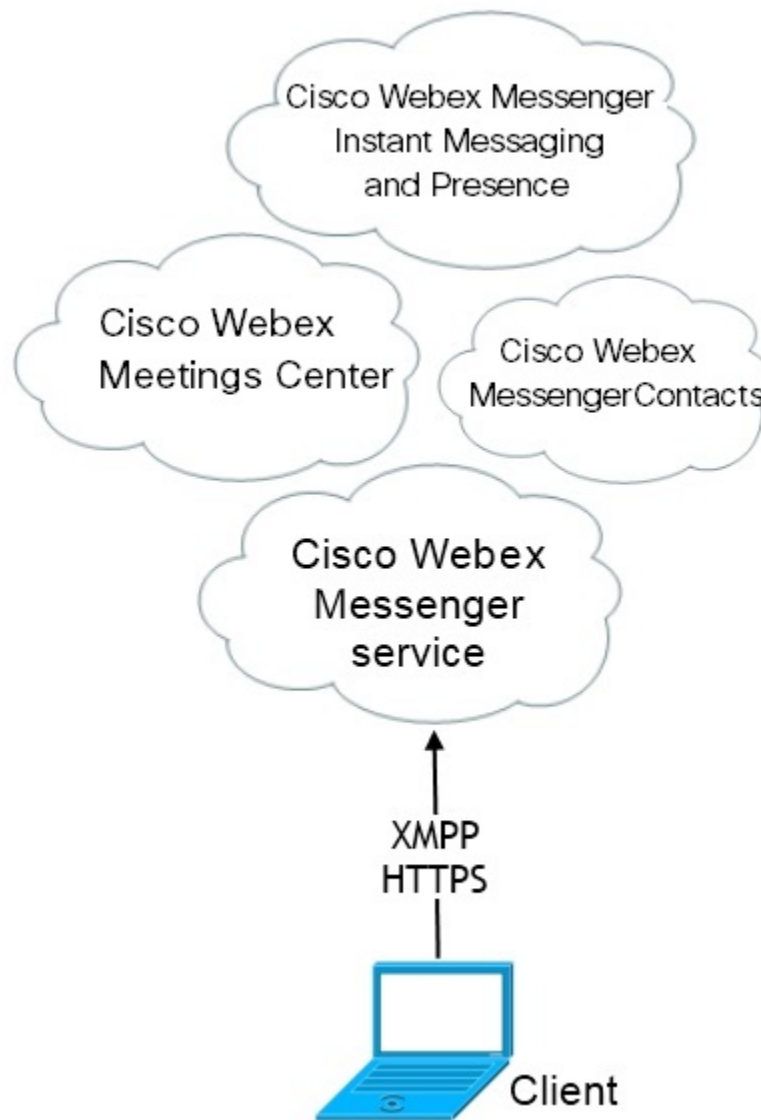 Cisco Webex Messenger
Instant Messaging
and Presence
Cisco Webex
Meetings Center
Cisco Webex
MessengerContacts
Cisco Webex
Messenger
service
XMPP
HTTPS
Client